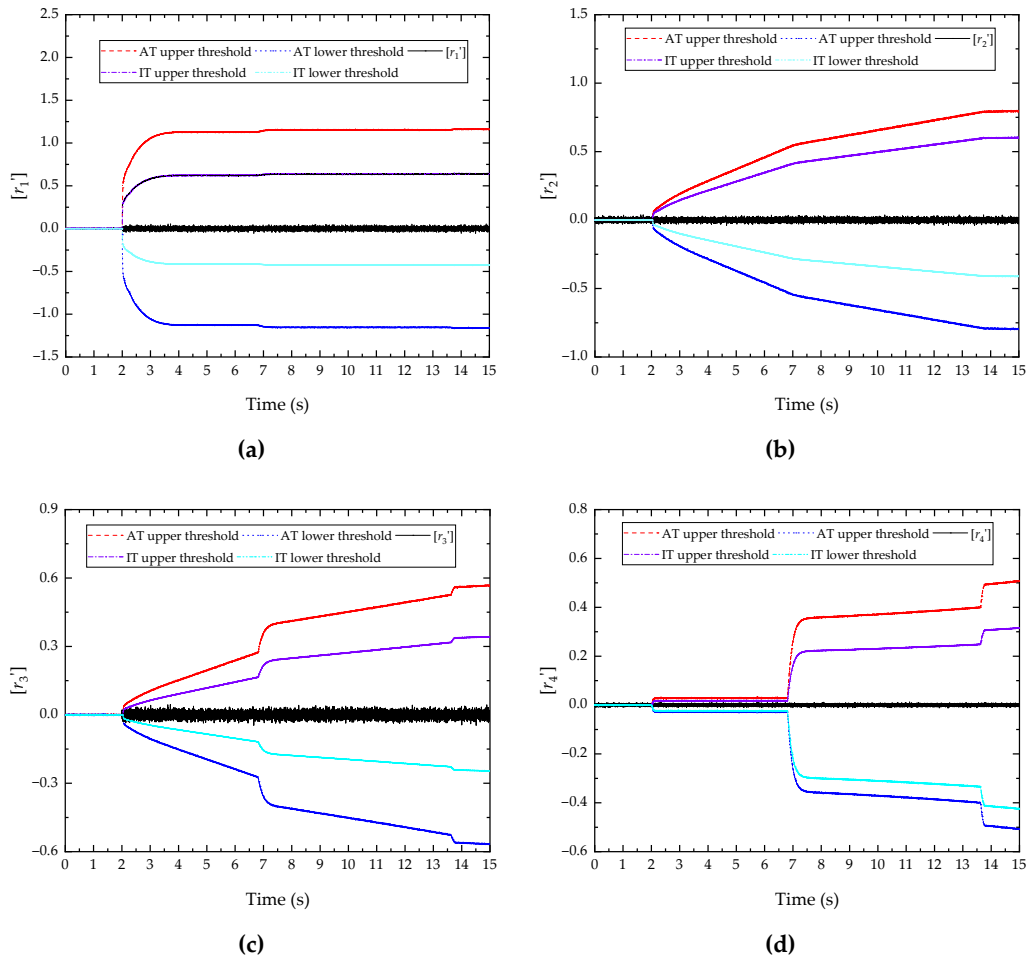 2.5
2.0
1.5
1.0
0.5
0.0
−0.5
−1.0
−1.5
[r1']
AT upper threshold AT lower threshold [r1']
IT upper threshold IT lower threshold
0 1 2 3 4 5 6 7 8 9 10 11 12 13 14 15
Time (s)
(a)
1.5
1.0
0.5
0.0
−0.5
−1.0
[r2']
AT upper threshold AT upper threshold [r2']
IT upper threshold IT lower threshold
0 1 2 3 4 5 6 7 8 9 10 11 12 13 14 15
Time (s)
(b)
0.9
0.6
0.3
0.0
−0.3
−0.6
[r3']
AT upper threshold AT lower threshold [r3']
IT upper threshold IT lower threshold
0 1 2 3 4 5 6 7 8 9 10 11 12 13 14 15
Time (s)
(c)
0.8
0.6
0.4
0.2
0.0
−0.2
−0.4
−0.6
[r4']
AT upper threshold AT upper threshold [r4']
IT upper threshold IT lower threshold
0 1 2 3 4 5 6 7 8 9 10 11 12 13 14 15
Time (s)
(d)